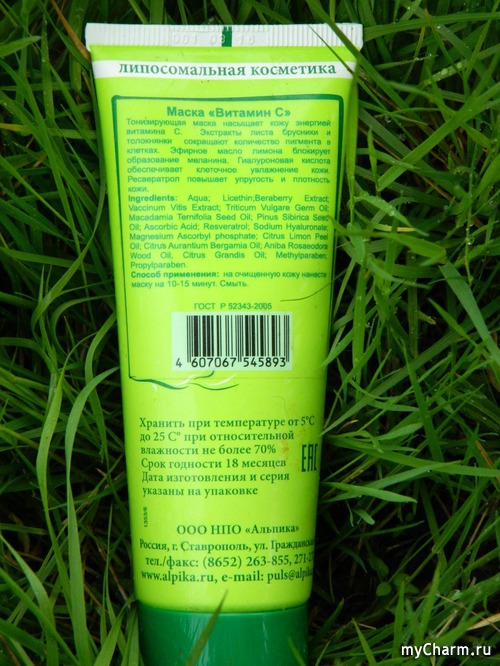 липосомальная косметика
Маска «Витамин С»
Тонизирующая маска насыщает кожу энергией
витамина С. Экстракты листа брусники и
толокнянки сокращают количество пигмента в
клетках. Эфирное масло лимона блокирует
образование меланина. Гиалуроновая кислота
обеспечивает клеточное увлажнение кожи.
Ресвератрол повышает упругость и плотность
кожи.
Ingredients: Aqua; Licethin;Beraberry Extract;
Vaccinum Vitis Extract; Triticum Vulgare Germ Oil;
Macadamia Ternifolia Seed Oil; Pinus Sibirica Seed
Oil; Ascorbic Acid; Resveratrol; Sodium Hyaluronate;
Magnesium Ascorbyl phosphate; Citrus Limon Peel
Oil; Citrus Aurantium Bergamia Oil; Aniba Rosaeodora
Wood Oil, Citrus Grandis Oil; Methylparaben;
Propylparaben.
Способ применения: на очищенную кожу нанести
маску на 10-15 минут. Смыть.
ГОСТ Р 52343-2005
4 607067 545893
Хранить при температуре от 5°С
до 25 С° при относительной
влажности не более 70%
Срок годности 18 месяцев
Дата изготовления и серия
указаны на упаковке
EAC
ООО НПО «Альпика»
Россия, г. Ставрополь, ул. Гражданская
тел./факс: (8652) 263-855, 271-2
www.alpika.ru, e-mail: puls@alpika
myCharm.ru